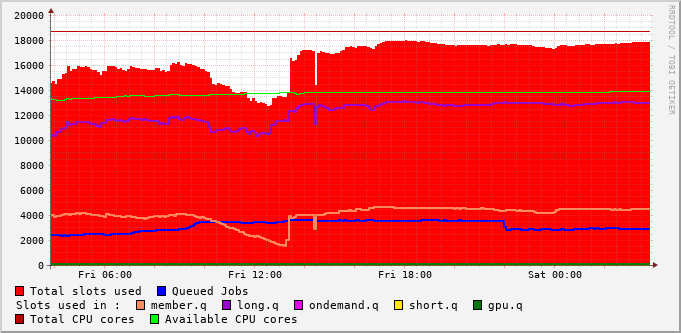 20000
18000
16000
14000
12000
10000
8000
6000
4000
2000
0
Fri 06:00 Fri 12:00 Fri 18:00 Sat 00:00
RRDTOOL / TOBI OETIKER
Total slots used Queued Jobs
Slots used in : member.q long.q ondemand.q short.q gpu.q
Total CPU cores Available CPU cores